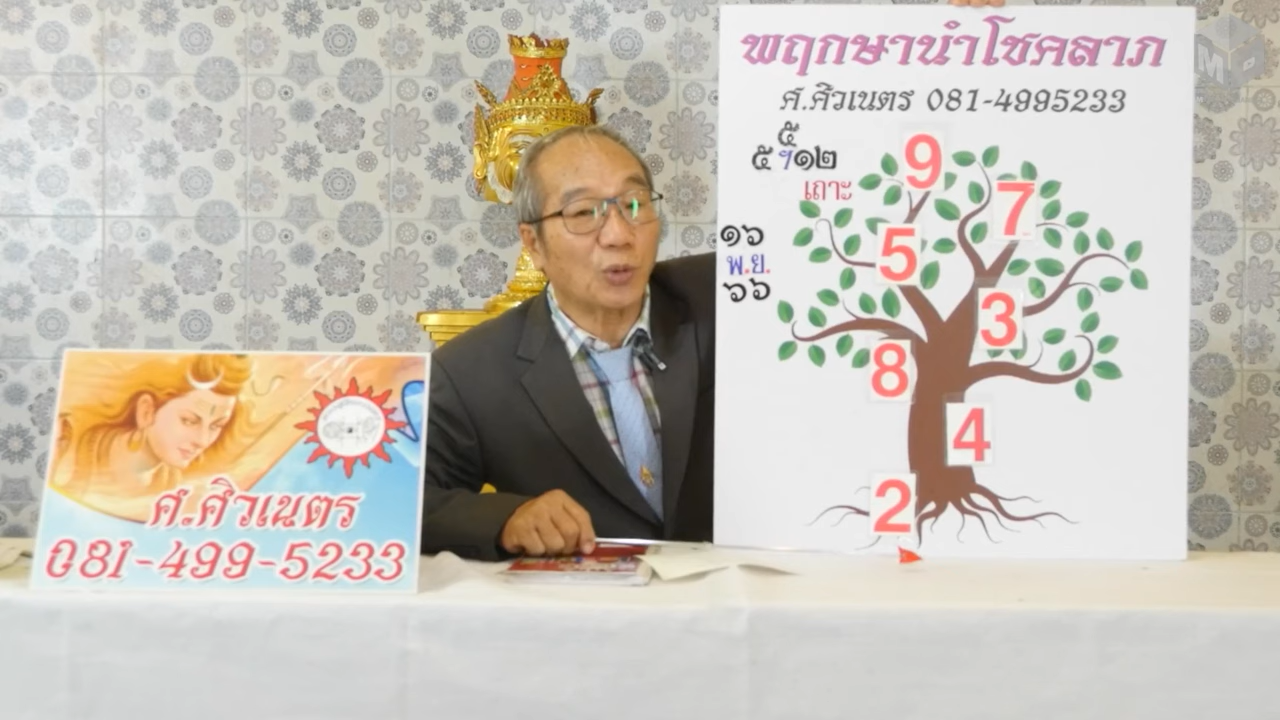 พฤกษานำโชคลาภ
ศ.ศิวเนตร 081-4995233
๕
๕ ฯ ๑๒
เถาะ
๑๖
พ.ย.
๖๖
9
7
5
3
8
4
2
ศ.ศิวเนตร
081-499-5233